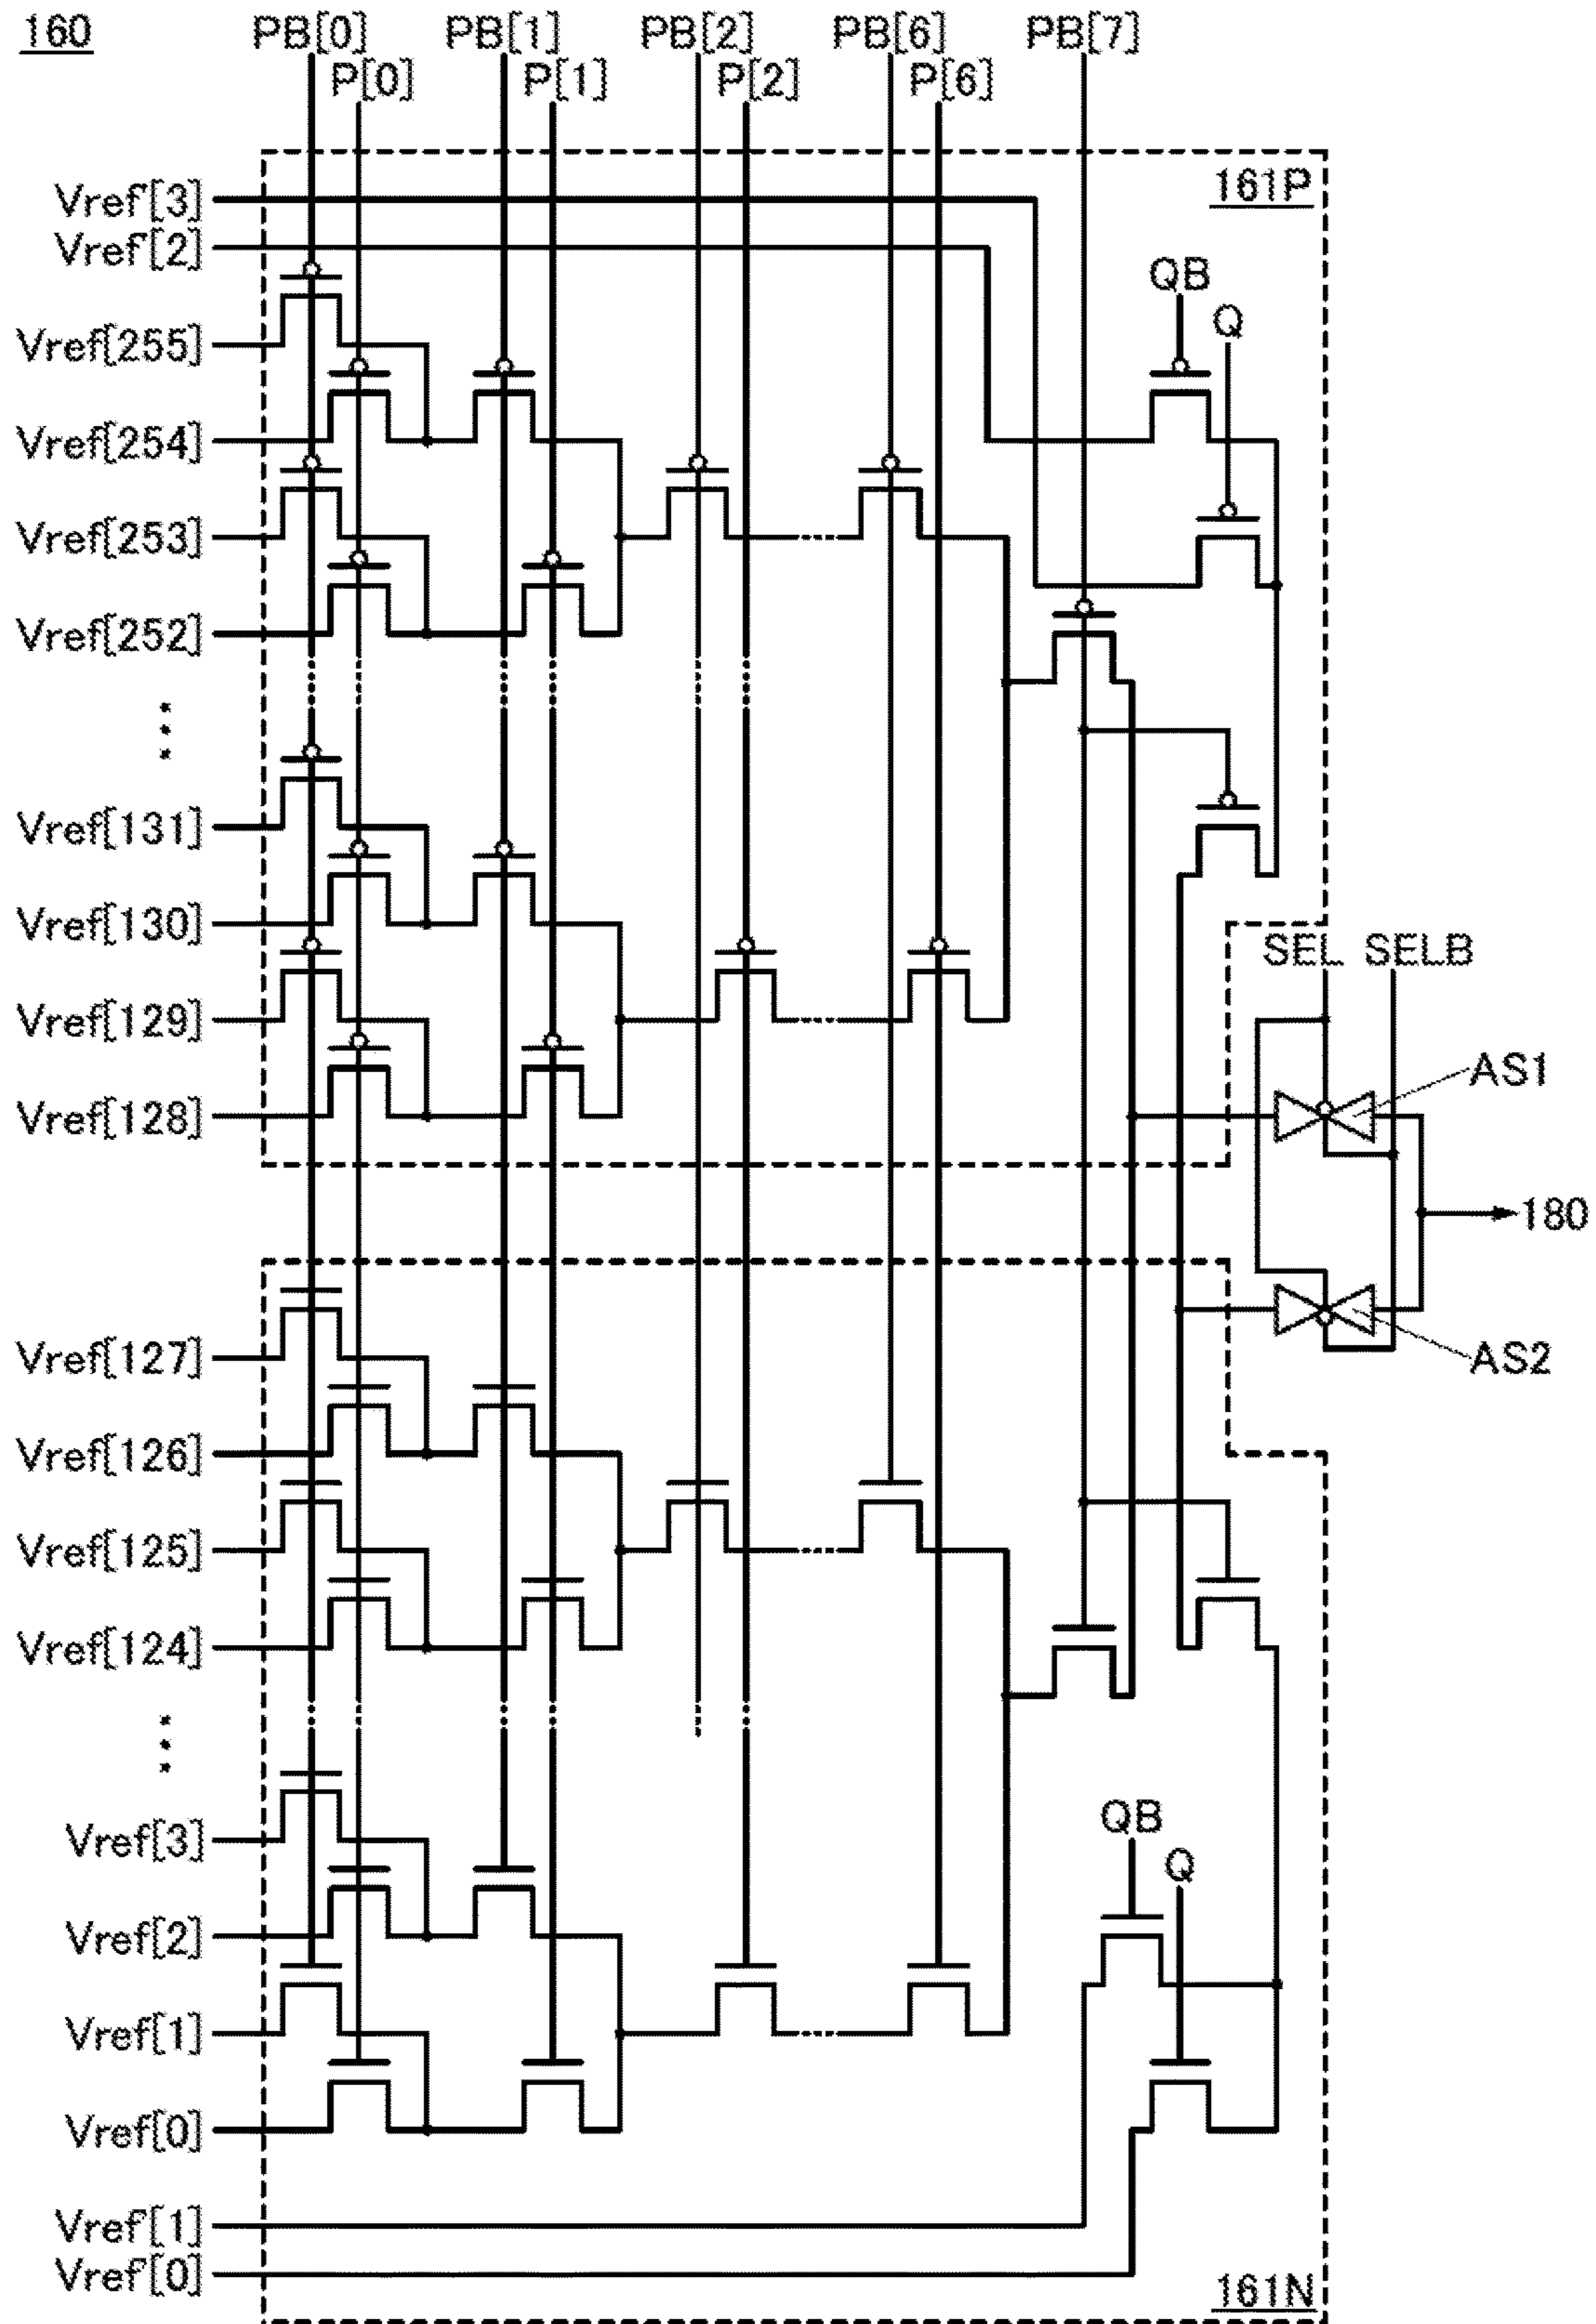 160
PB[0] PB[1] PB[2] PB[6] PB[7]
P[0] P[1] P[2] P[6]
161P
Vref'[3]
Vref'[2]
QB
Q
Vref[255]
Vref[254]
Vref[253]
Vref[252]
Vref[131]
Vref[130]
SEL SELB
Vref[129]
AS1
Vref[128]
180
Vref[127]
AS2
Vref[126]
Vref[125]
Vref[124]
QB
Vref[3]
Q
Vref[2]
Vref[1]
Vref[0]
Vref'[1]
Vref'[0]
161N